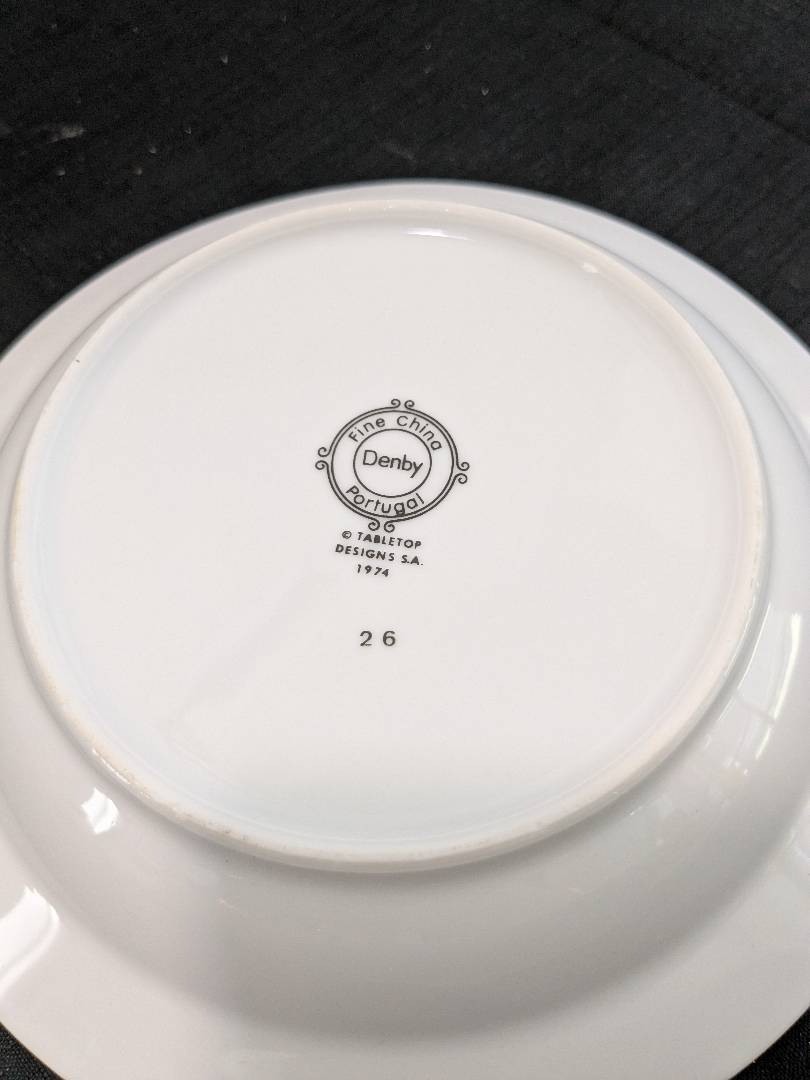 Fine China
Denby
Portugal
© TABLETOP
DESIGNS S.A.
1974
26